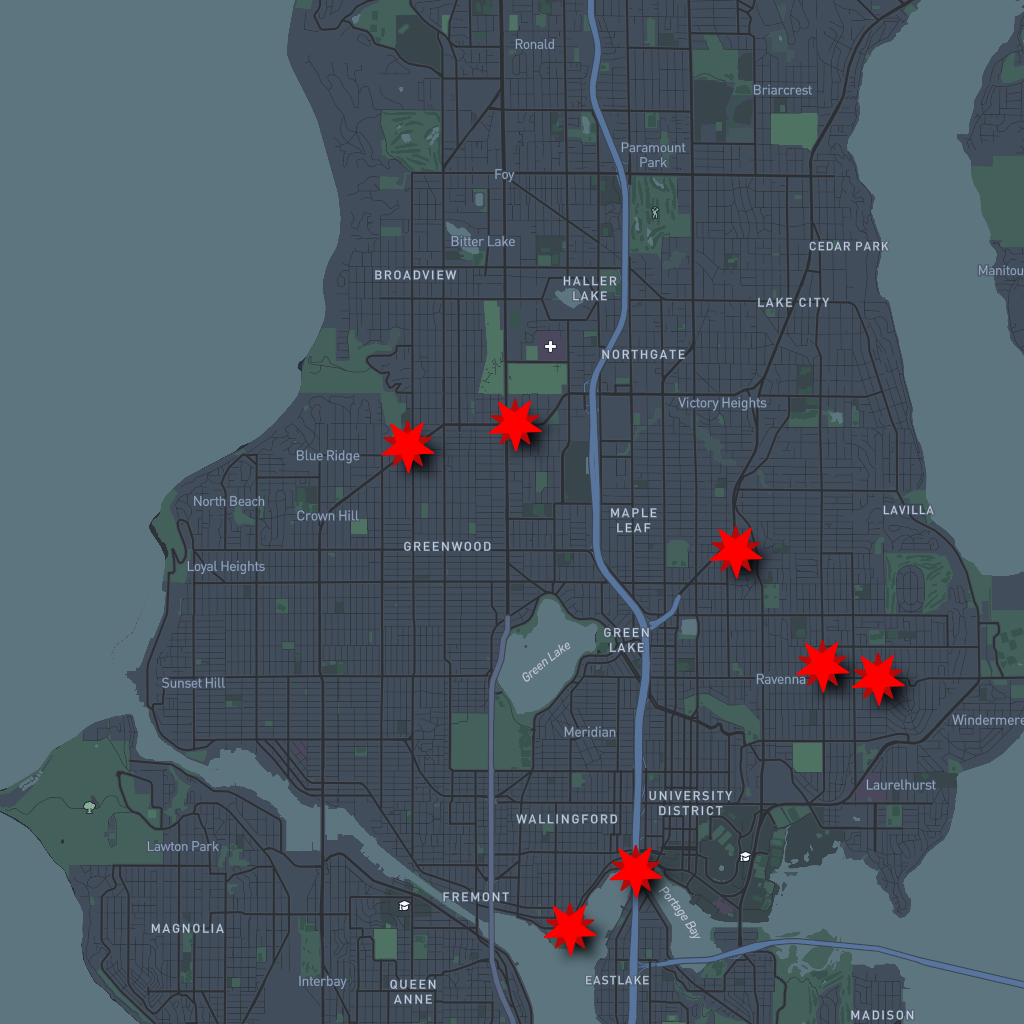 Ronald
Briarcrest
Paramount
Park
Foy
Bitter Lake
CEDAR PARK
BROADVIEW
HALLER
LAKE
Manitou
LAKE CITY
NORTHGATE
Victory Heights
Blue Ridge
North Beach
Crown Hill
MAPLE
LEAF
LAVILLA
GREENWOOD
Loyal Heights
GREEN
LAKE
Green Lake
Sunset Hill
Ravenna
Meridian
Windermere
Laurelhurst
UNIVERSITY
DISTRICT
WALLINGFORD
Lawton Park
FREMONT
Portage Bay
MAGNOLIA
Interbay
QUEEN
ANNE
EASTLAKE
MADISON